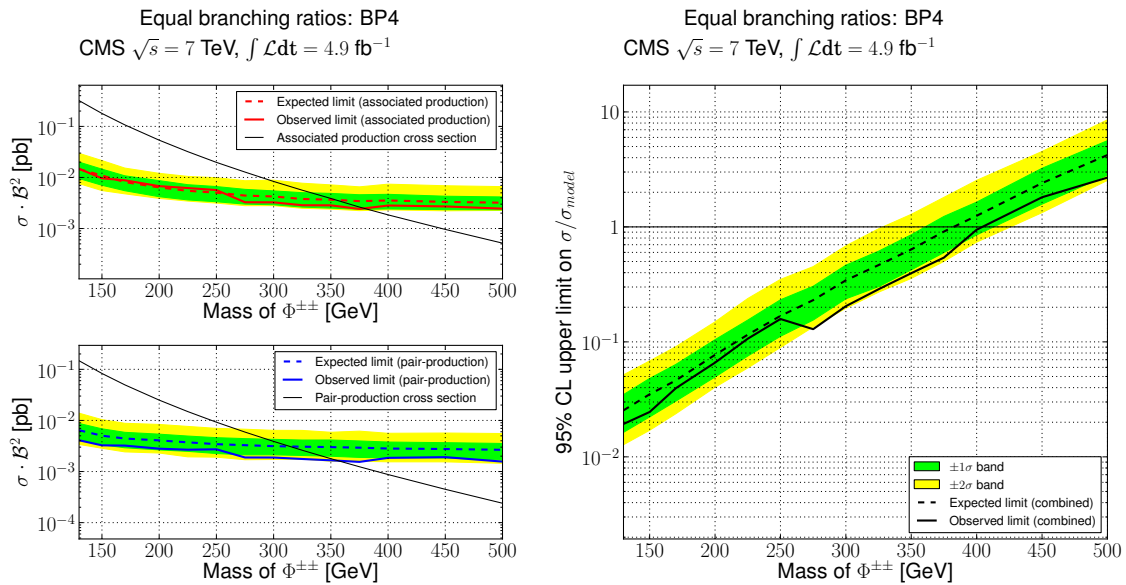 Equal branching ratios: BP4
CMS √s = 7 TeV, ∫ ℒdt = 4.9 fb⁻¹
σ · ℬ² [pb]
10⁻¹
10⁻²
10⁻³
Expected limit (associated production)
Observed limit (associated production)
Associated production cross section
150 200 250 300 350 400 450 500
Mass of Φ±± [GeV]
σ · ℬ² [pb]
10⁻¹
10⁻²
10⁻³
10⁻⁴
Expected limit (pair-production)
Observed limit (pair-production)
Pair-production cross section
150 200 250 300 350 400 450 500
Mass of Φ±± [GeV]
Equal branching ratios: BP4
CMS √s = 7 TeV, ∫ ℒdt = 4.9 fb⁻¹
95% CL upper limit on σ/σmodel
10
1
10⁻¹
10⁻²
±1σ band
±2σ band
Expected limit (combined)
Observed limit (combined)
150 200 250 300 350 400 450 500
Mass of Φ±± [GeV]